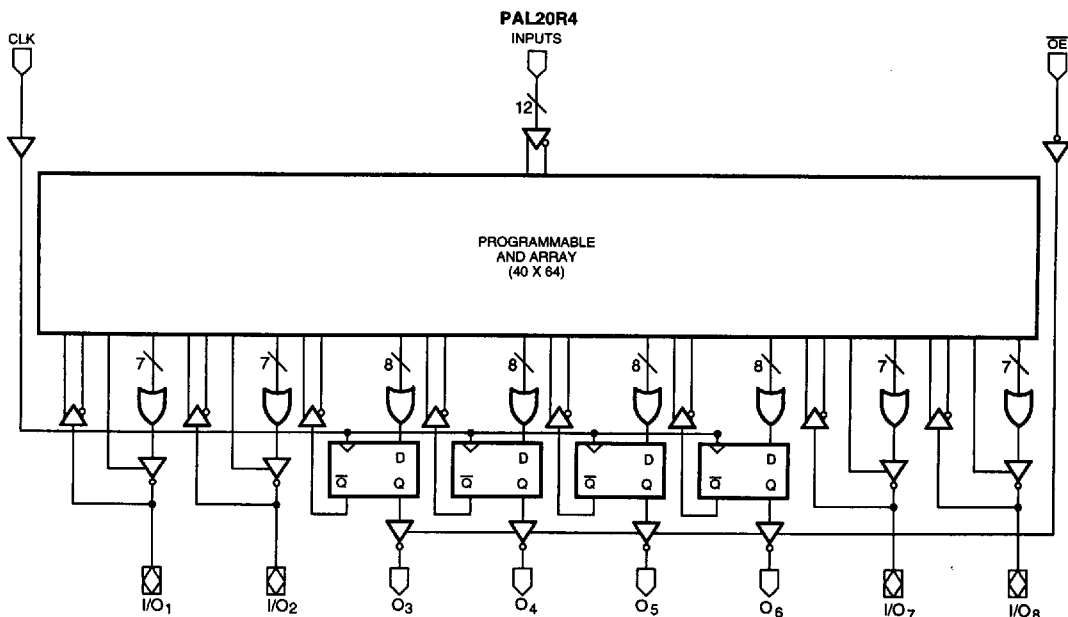 PAL20R4
CLK
INPUTS
OE
12
PROGRAMMABLE
AND ARRAY
(40 X 64)
7 7 8 8 8 8 7 7
D D D D
Q Q Q Q Q Q Q Q
I/O1 I/O2 O3 O4 O5 O6 I/O7 I/O8